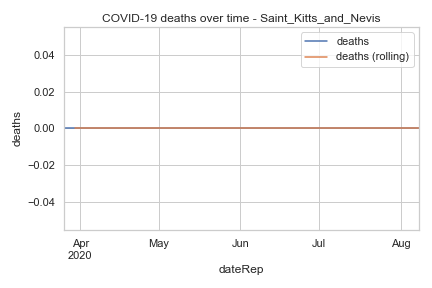 COVID-19 deaths over time - Saint_Kitts_and_Nevis
deaths
deaths (rolling)
0.04
0.02
0.00
−0.02
−0.04
deaths
Apr
2020
May
Jun
Jul
Aug
dateRep